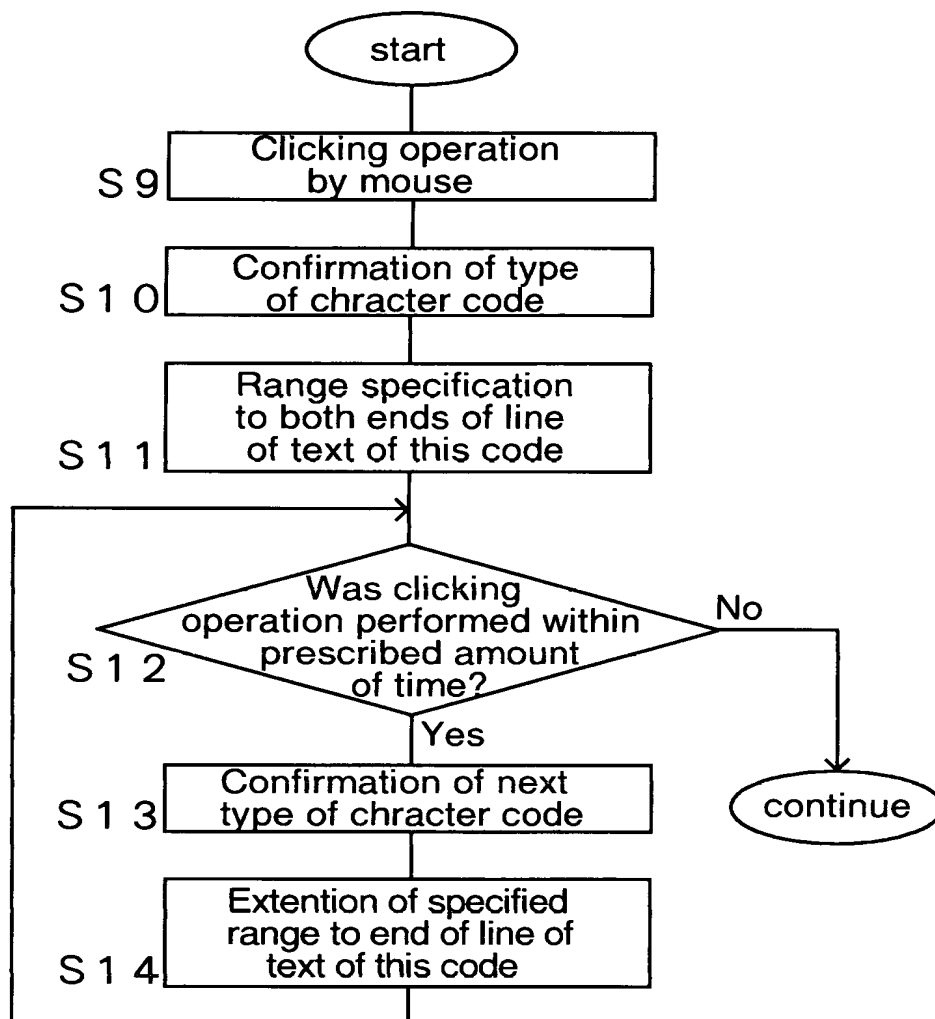 start
Clicking operation
by mouse
S9
Confirmation of type
of chracter code
S10
Range specification
to both ends of line
of text of this code
S11
Was clicking
operation performed within
prescribed amount
of time?
S12
No
Yes
Confirmation of next
type of chracter code
S13
continue
Extention of specified
range to end of line of
text of this code
S14